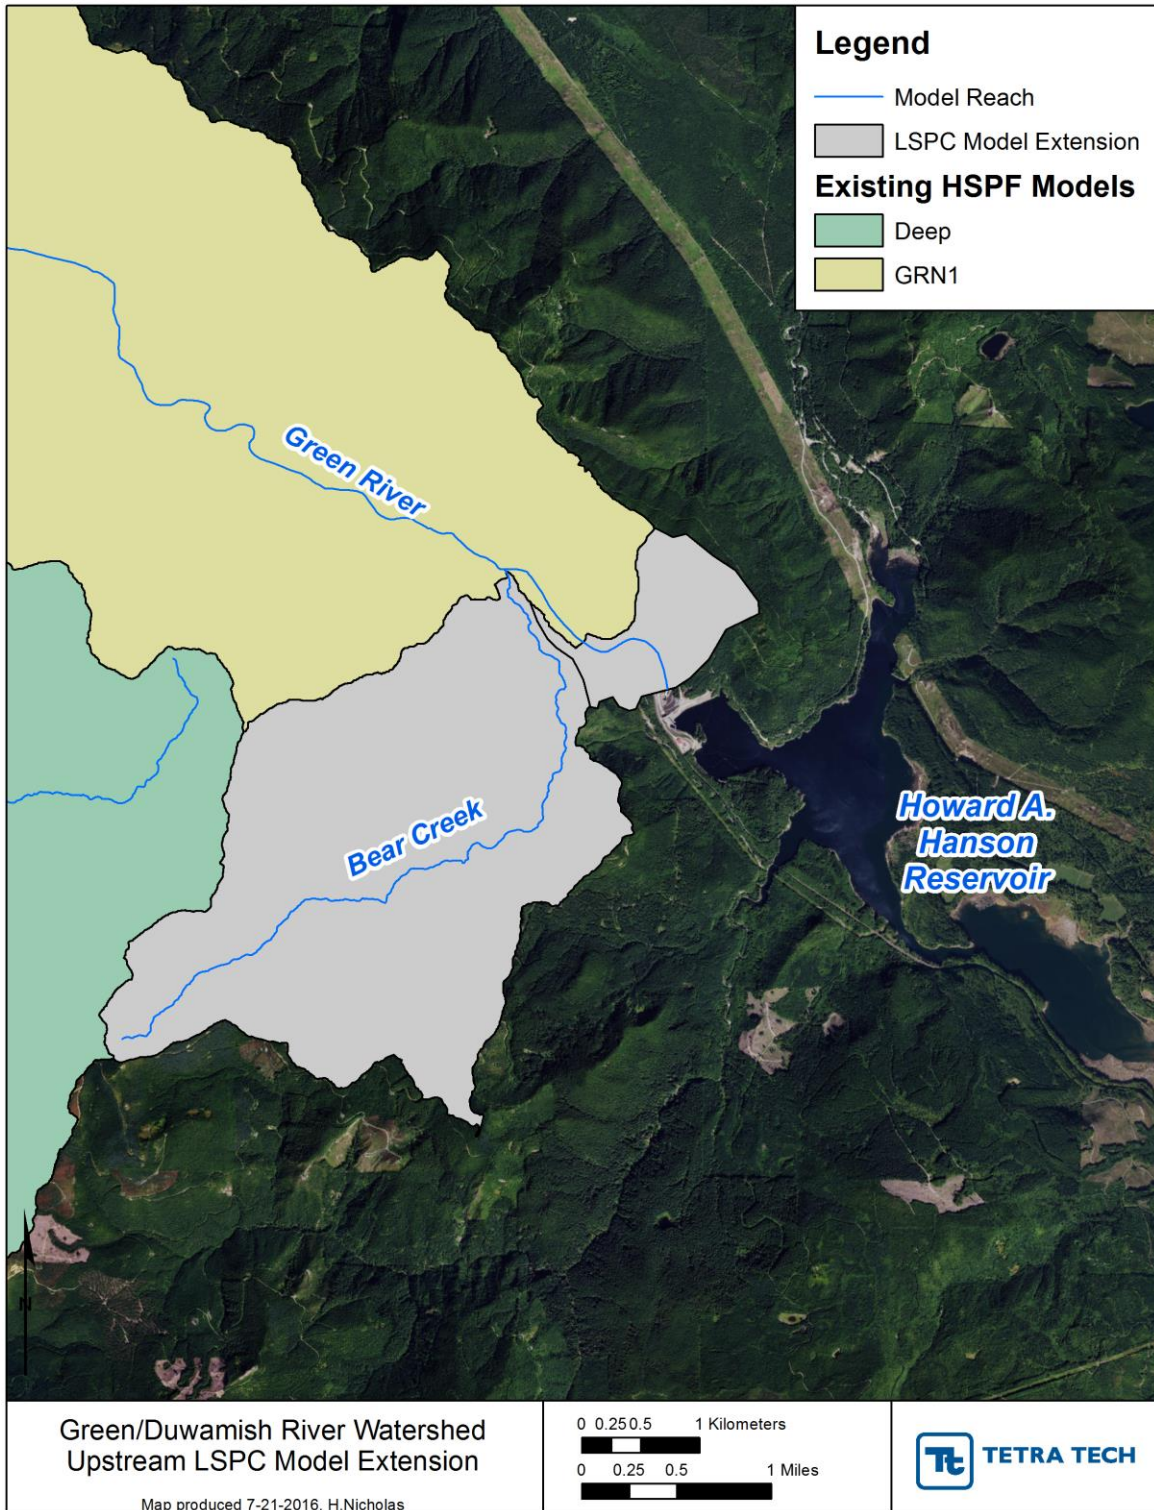 Legend
Model Reach
LSPC Model Extension
Existing HSPF Models
Deep
GRN1
Green River
Bear Creek
Howard A.
Hanson
Reservoir
N
Green/Duwamish River Watershed
Upstream LSPC Model Extension
Map produced 7-21-2016, H.Nicholas
0 0.25 0.5 1 Kilometers
0 0.25 0.5 1 Miles
Tt TETRA TECH